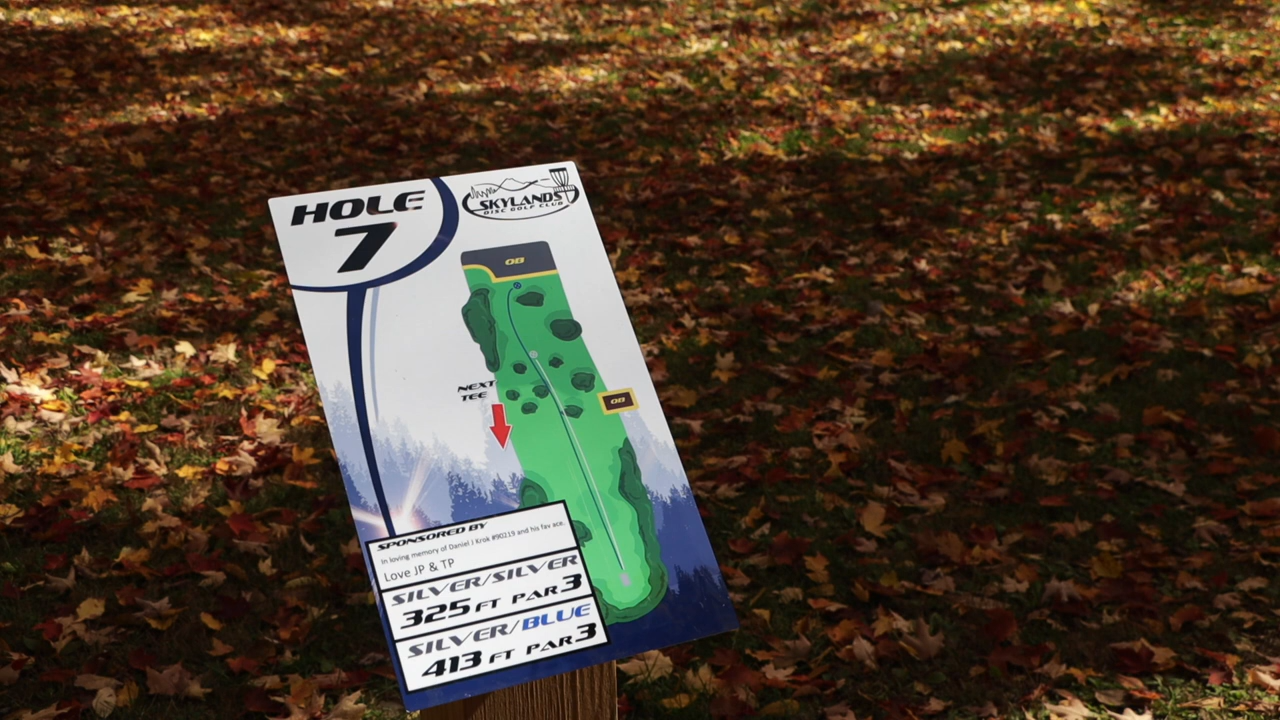 HOLE
7
SKYLANDS
DISC GOLF CLUB
OB
NEXT
TEE
OB
SPONSORED BY
In loving memory of Daniel J Krok #90219 and his fav ace.
Love JP & TP
SILVER/SILVER
325 FT PAR 3
SILVER/BLUE
413 FT PAR 3